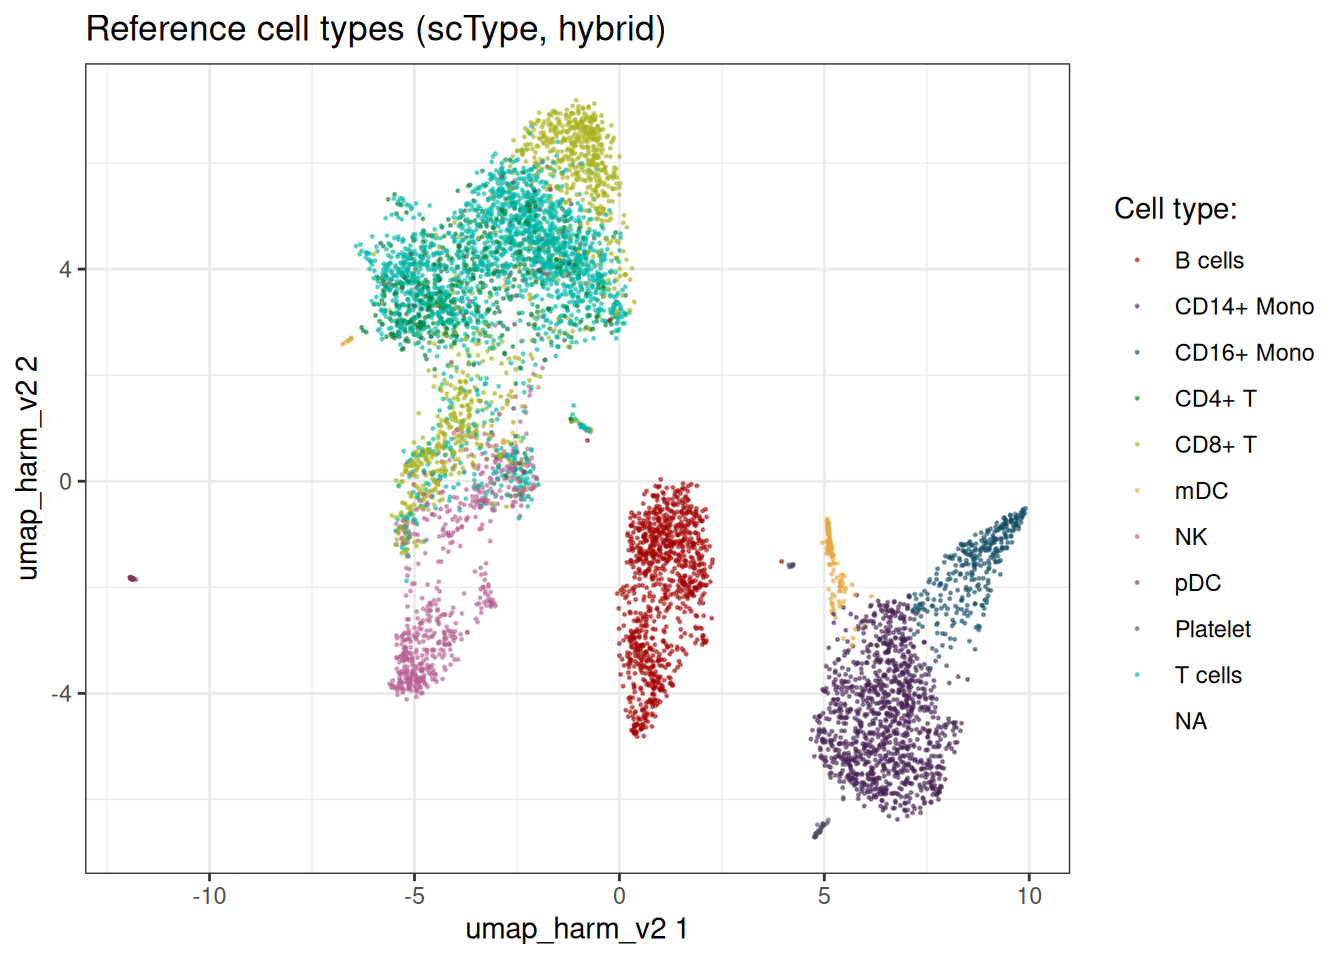 Reference cell types (scType, hybrid)
umap_harm_v2 2
4
0
-4
-10
-5
0
5
10
umap_harm_v2 1
Cell type:
B cells
CD14+ Mono
CD16+ Mono
CD4+ T
CD8+ T
mDC
NK
pDC
Platelet
T cells
NA